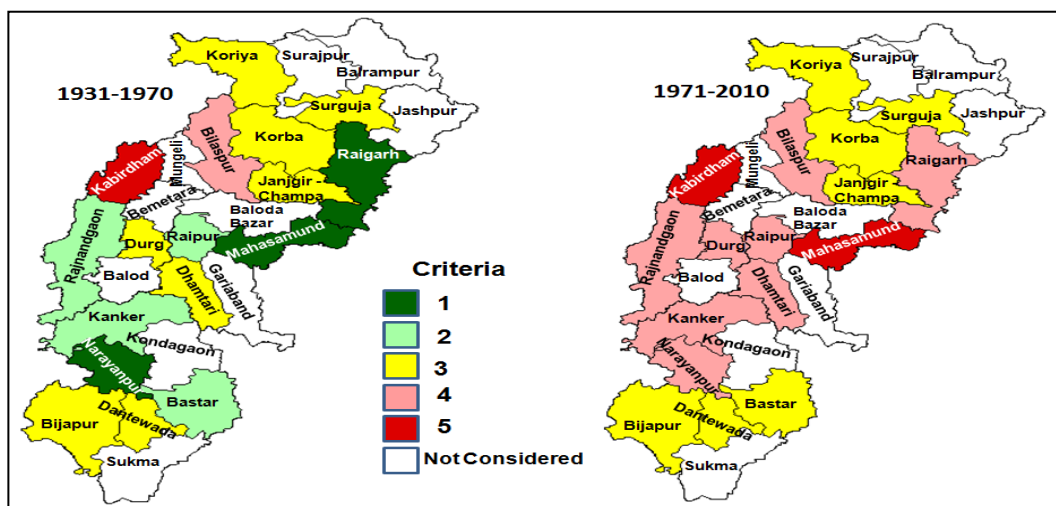 1931-1970
Koriya
Surajpur
Balrampur
Jashpur
Surguja
Korba
Bilaspur
Raigarh
Mungeli
Kabirdham
Janjgir -
Champa
Bemetara
Baloda
Bazar
Rajnandgaon
Durg
Raipur
Mahasamund
Balod
Dhamtari
Gariaband
Kanker
Kondagaon
Narayanpur
Bastar
Bijapur
Dantewada
Sukma
Criteria
1
2
3
4
5
Not Considered
1971-2010
Koriya
Surajpur
Balrampur
Jashpur
Surguja
Korba
Bilaspur
Raigarh
Mungeli
Kabirdham
Janjgir -
Champa
Bemetara
Baloda
Bazar
Rajnandgaon
Durg
Raipur
Mahasamund
Balod
Dhamtari
Gariaband
Kanker
Kondagaon
Narayanpur
Bastar
Bijapur
Dantewada
Sukma